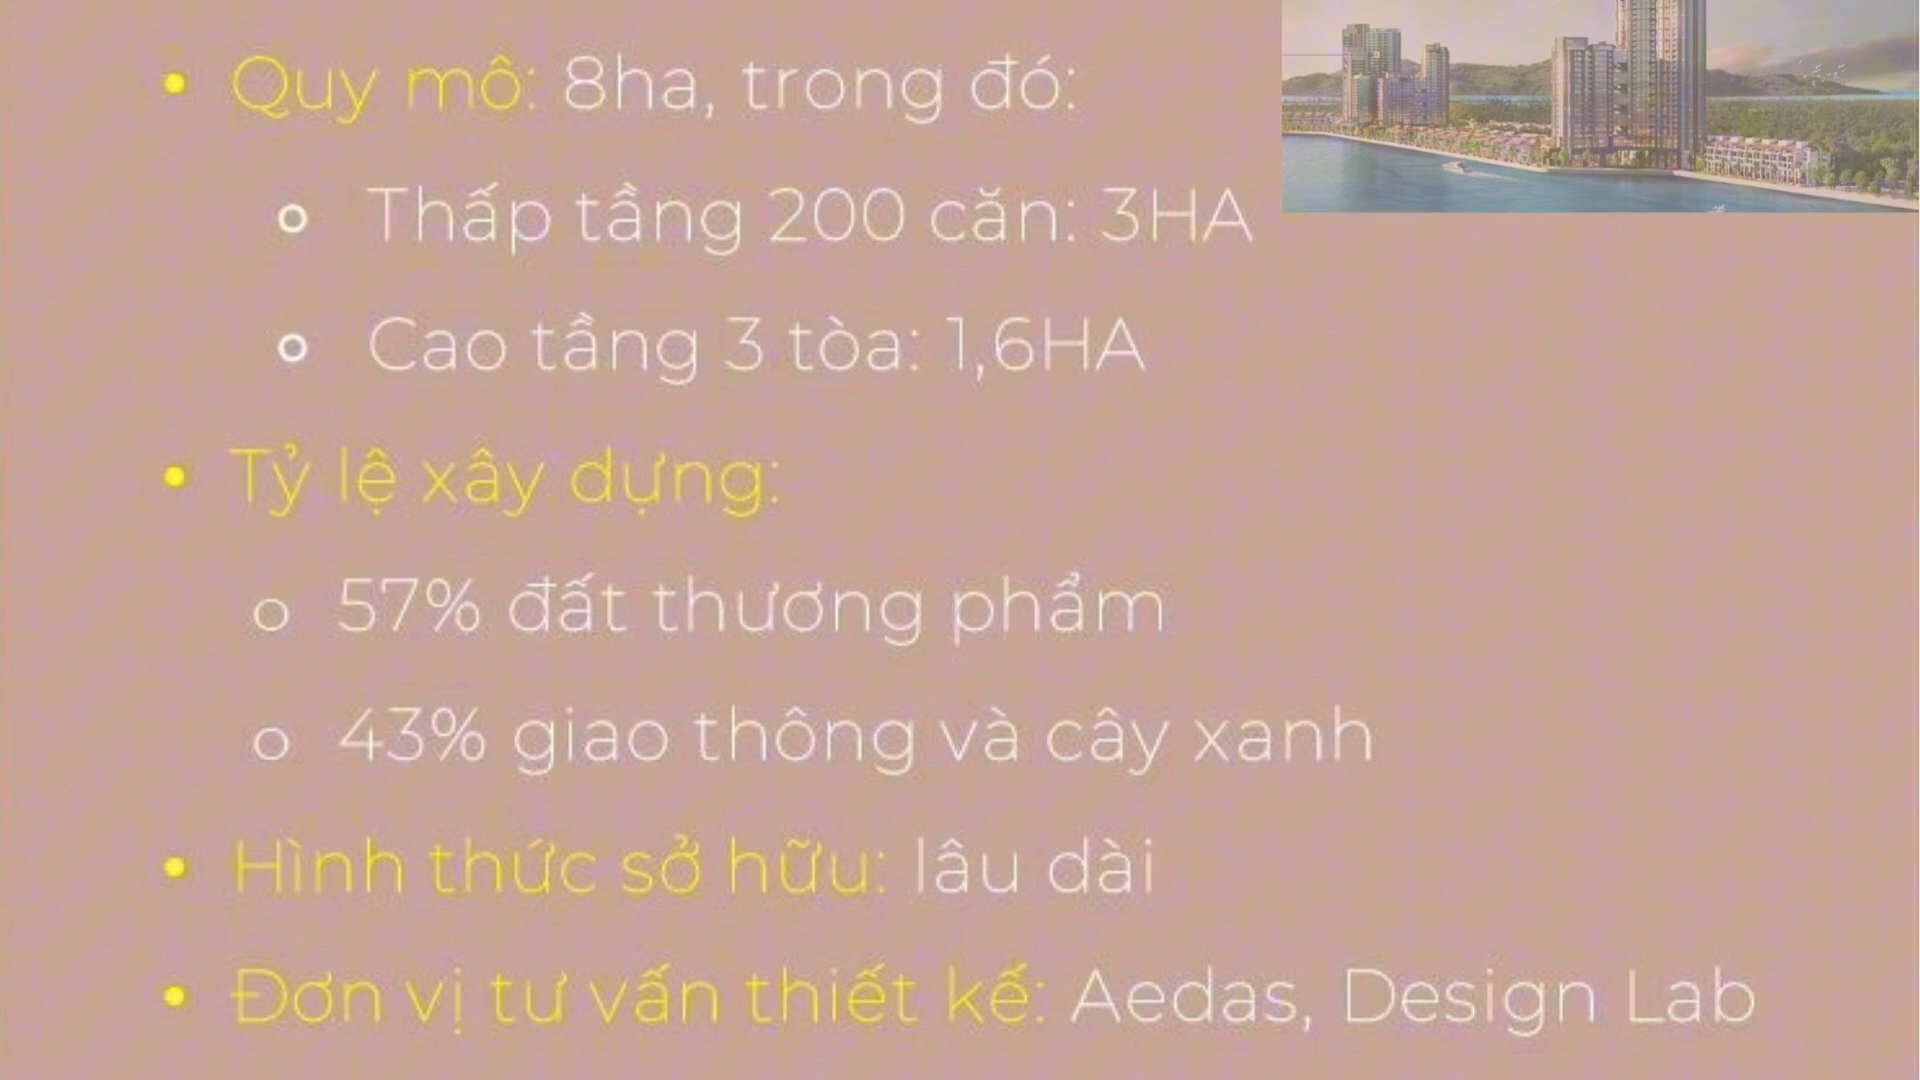 • Quy mô: 8ha, trong đó:
o Thấp tầng 200 căn: 3HA
o Cao tầng 3 tòa: 1,6HA
• Tỷ lệ xây dựng:
o 57% đất thương phẩm
o 43% giao thông và cây xanh
• Hình thức sở hữu: lâu dài
• Đơn vị tư vấn thiết kế: Aedas, Design Lab